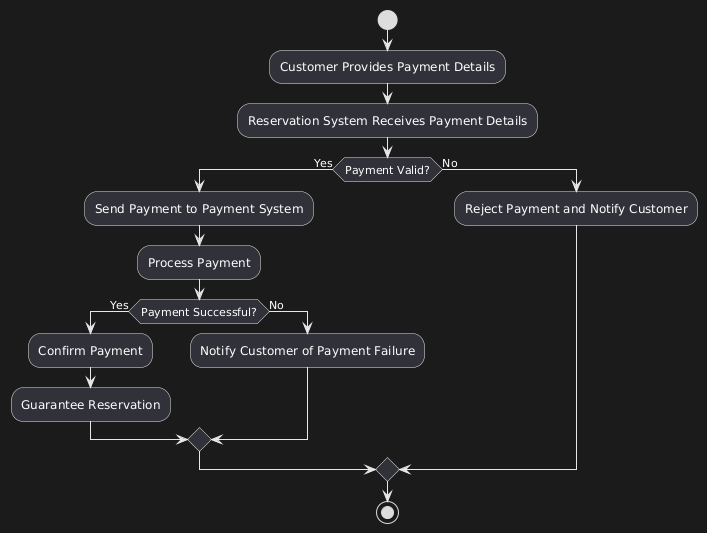 Customer Provides Payment Details
Reservation System Receives Payment Details
Yes
Payment Valid?
No
Send Payment to Payment System
Reject Payment and Notify Customer
Process Payment
Yes
Payment Successful?
No
Confirm Payment
Notify Customer of Payment Failure
Guarantee Reservation